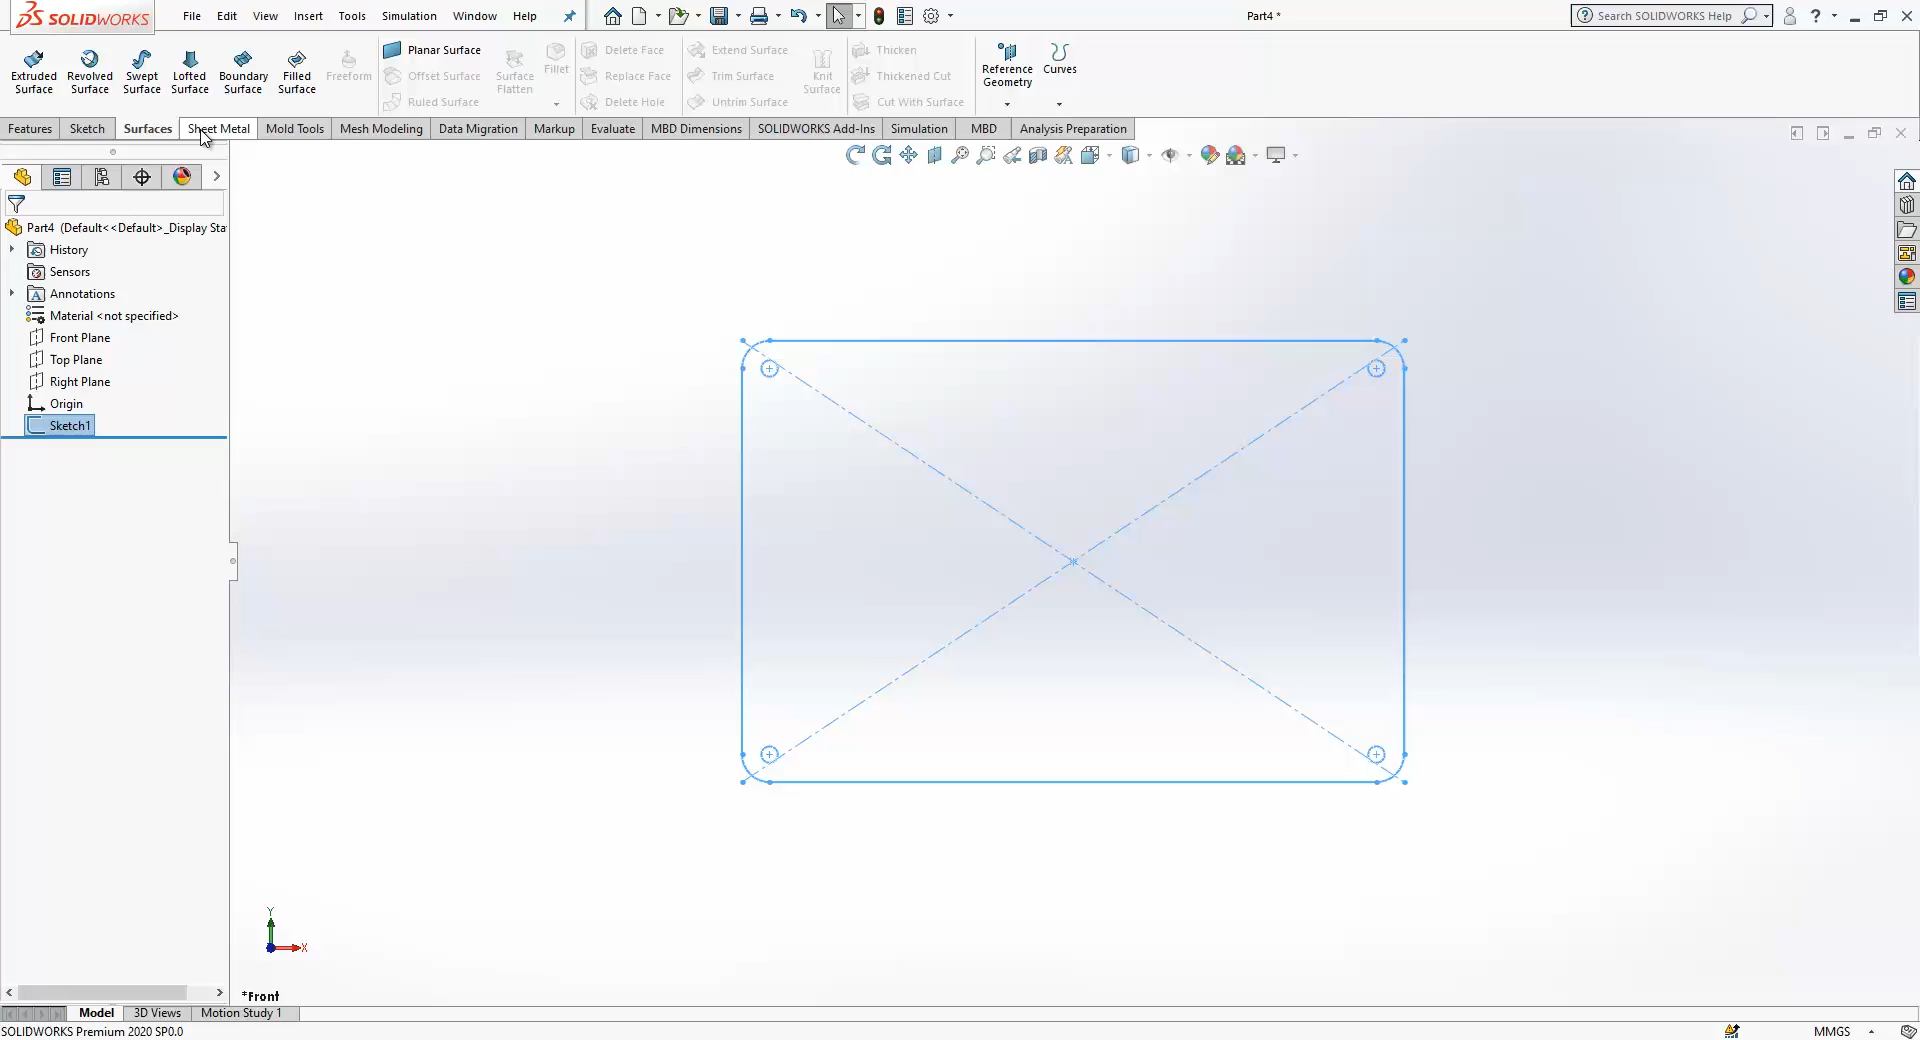 SOLIDWORKS File Edit View Insert Tools Simulation Window Help Part4 * Search SOLIDWORKS Help ?
Extruded Surface
Revolved Surface
Swept Surface
Lofted Surface
Boundary Surface
Filled Surface
Freeform
Planar Surface
Offset Surface
Ruled Surface
Surface Flatten
Fillet
Delete Face
Replace Face
Delete Hole
Extend Surface
Trim Surface
Untrim Surface
Knit Surface
Thicken
Thickened Cut
Cut With Surface
Reference Geometry
Curves
Features Sketch Surfaces Sheet Metal Mold Tools Mesh Modeling Data Migration Markup Evaluate MBD Dimensions SOLIDWORKS Add-Ins Simulation MBD Analysis Preparation
Part4 (Default<<Default>_Display Sta
History
Sensors
Annotations
Material <not specified>
Front Plane
Top Plane
Right Plane
Origin
Sketch1
Y
X
*Front
Model 3D Views Motion Study 1
SOLIDWORKS Premium 2020 SP0.0 MMGS